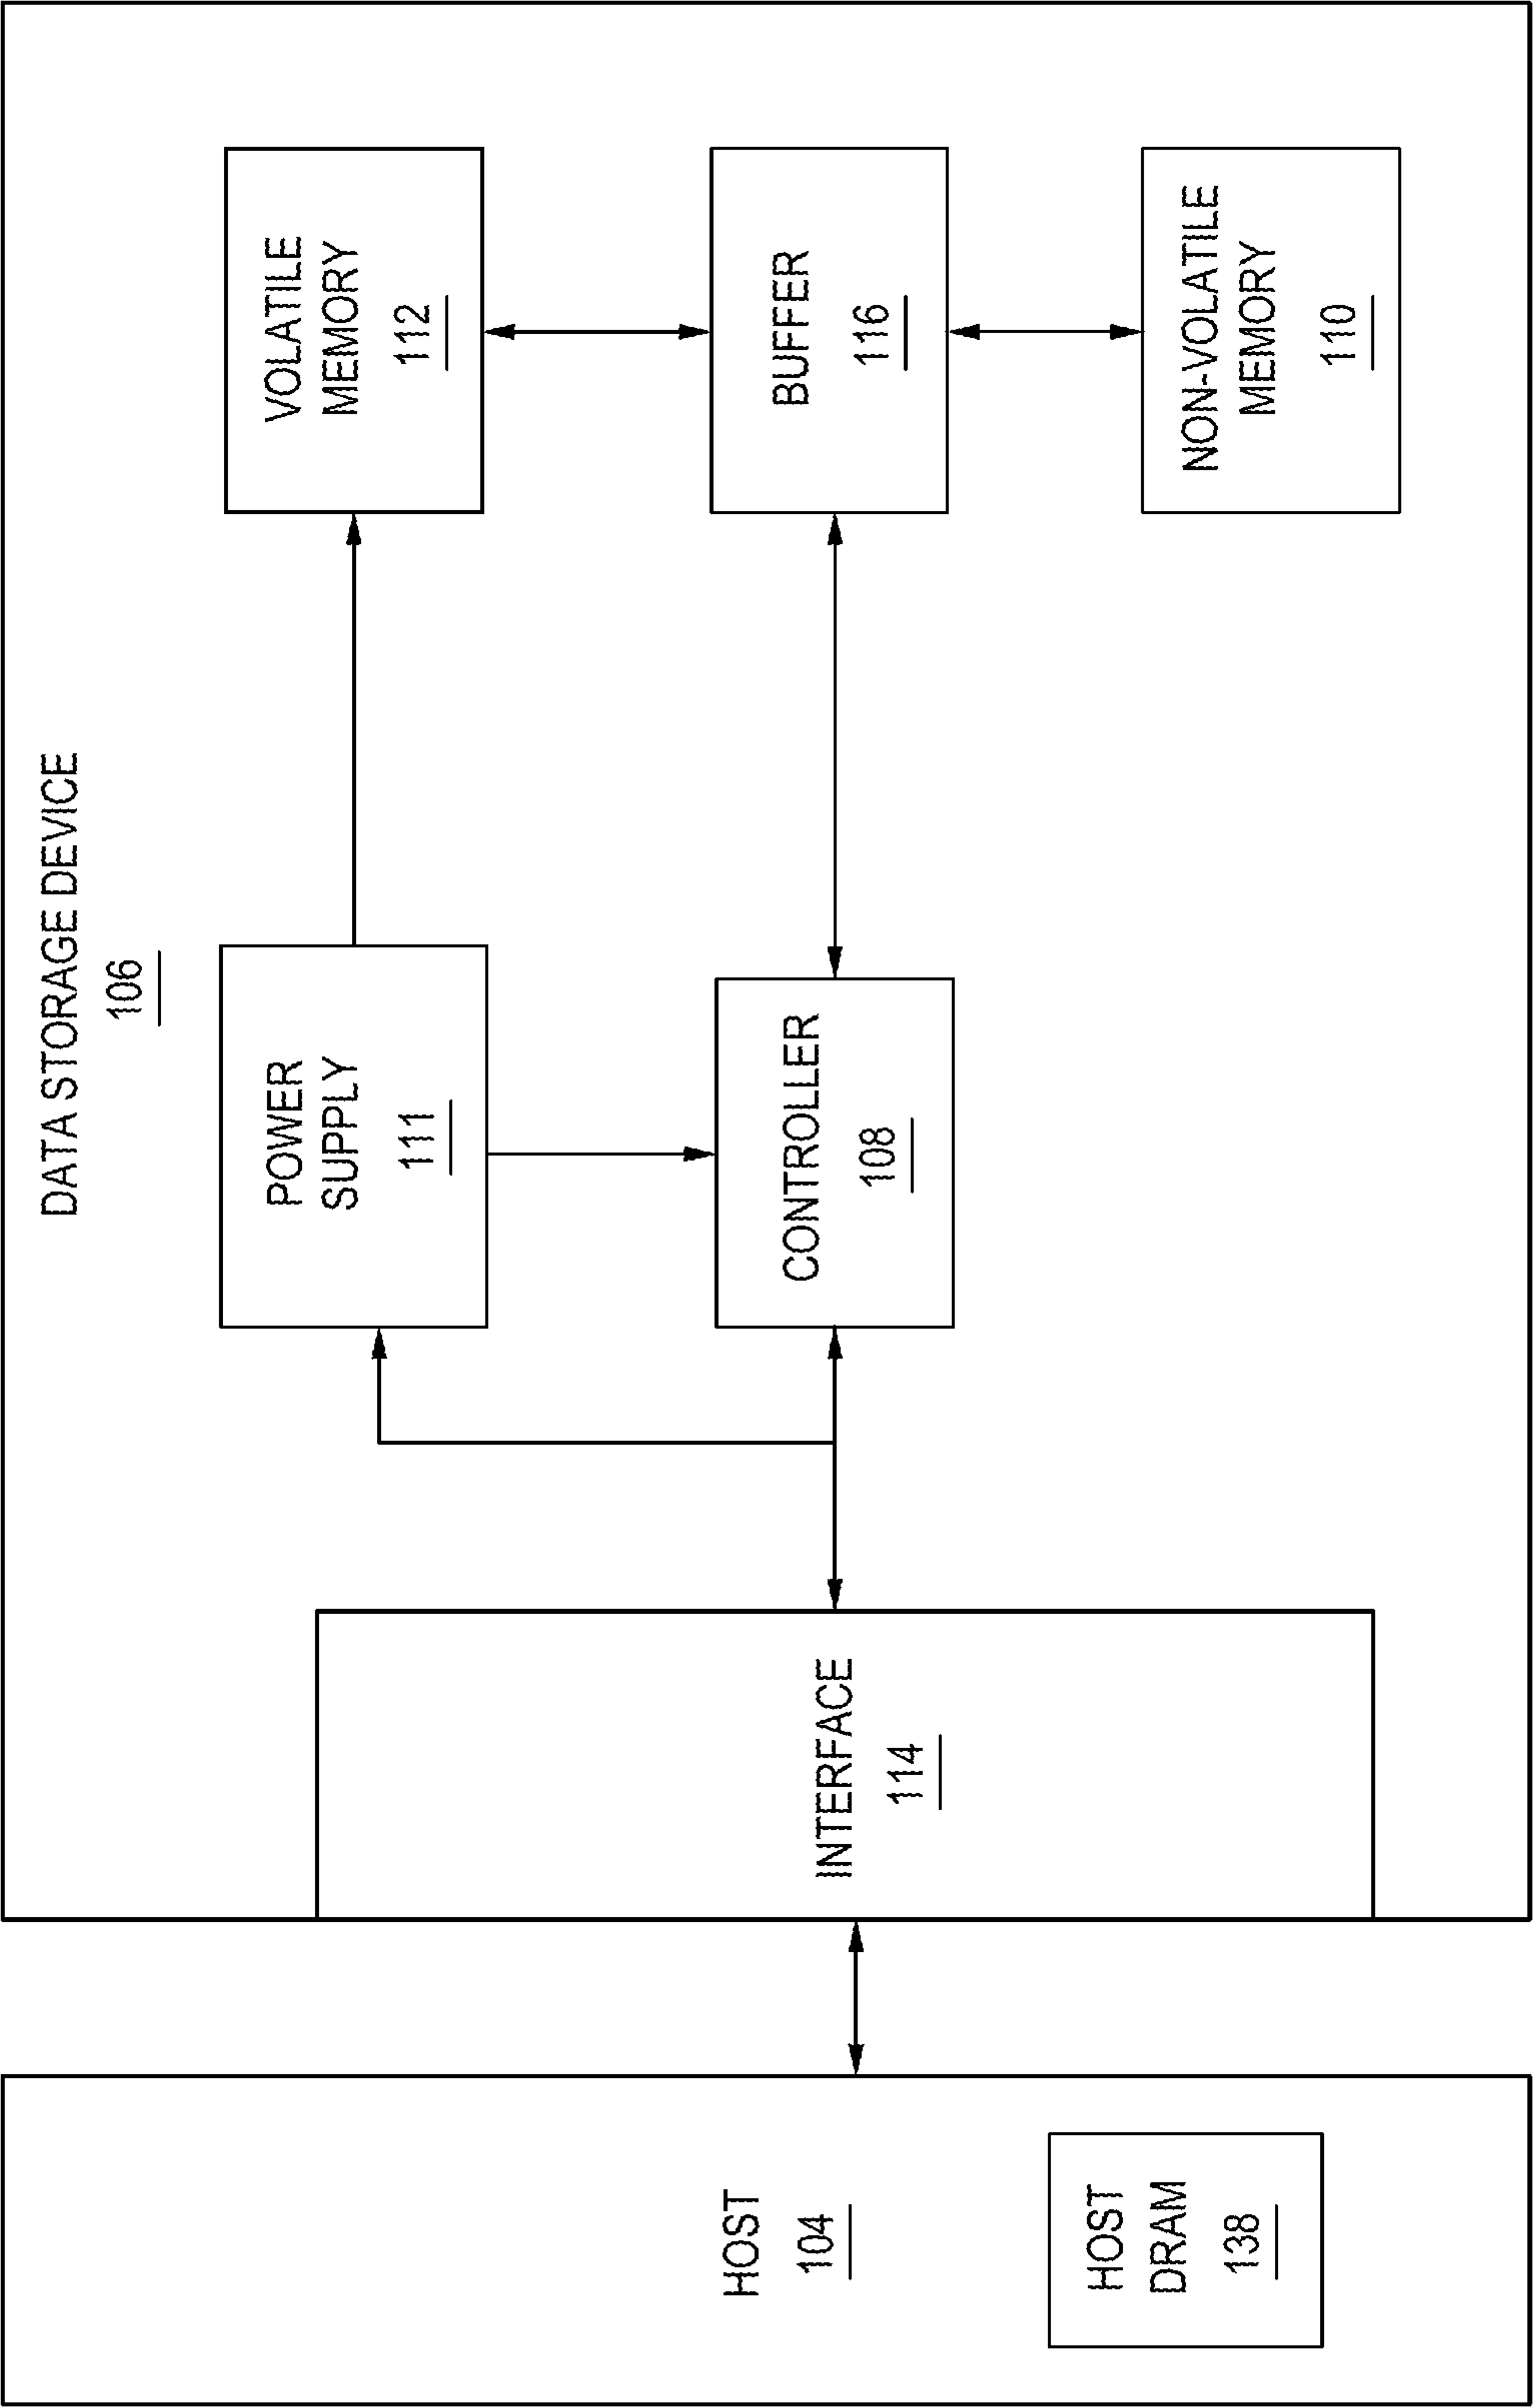 DATA STORAGE DEVICE
106
HOST
104
HOST
DRAM
138
INTERFACE
114
POWER
SUPPLY
111
CONTROLLER
108
VOLATILE
MEMORY
112
BUFFER
116
NON-VOLATILE
MEMORY
110